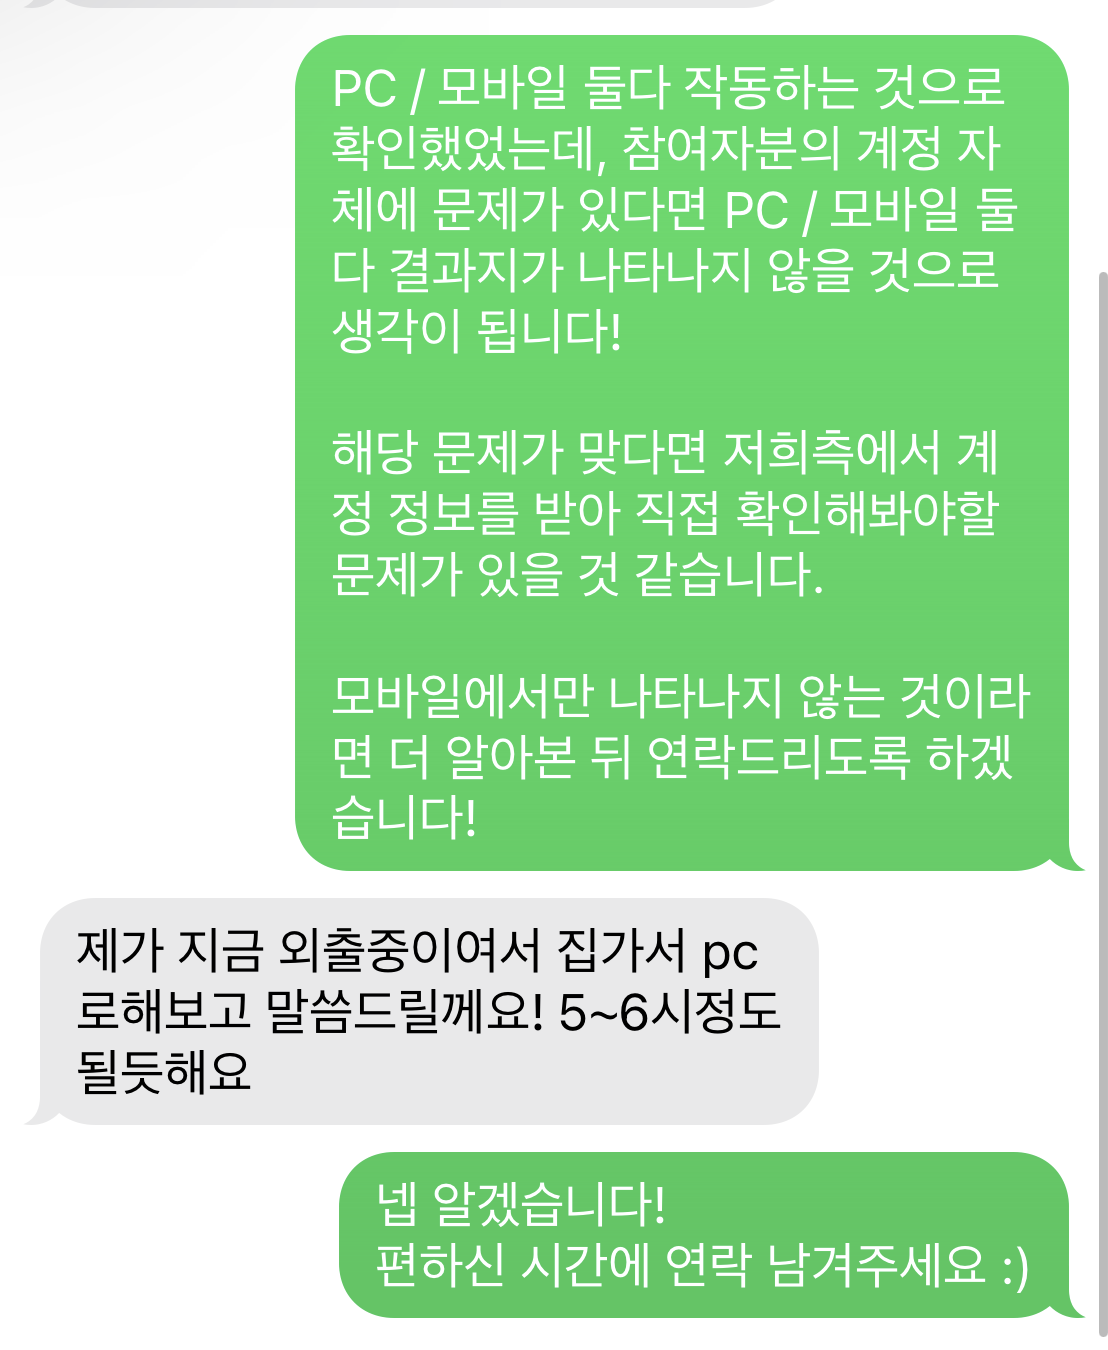 PC / 모바일 둘다 작동하는 것으로
확인했었는데, 참여자분의 계정 자
체에 문제가 있다면 PC / 모바일 둘
다 결과지가 나타나지 않을 것으로
생각이 됩니다!
해당 문제가 맞다면 저희측에서 계
정 정보를 받아 직접 확인해봐야할
문제가 있을 것 같습니다.
모바일에서만 나타나지 않는 것이라
면 더 알아본 뒤 연락드리도록 하겠
습니다!
제가 지금 외출중이여서 집가서 pc
로해보고 말씀드릴께요! 5~6시정도
될듯해요
넵 알겠습니다!
편하신 시간에 연락 남겨주세요 :)